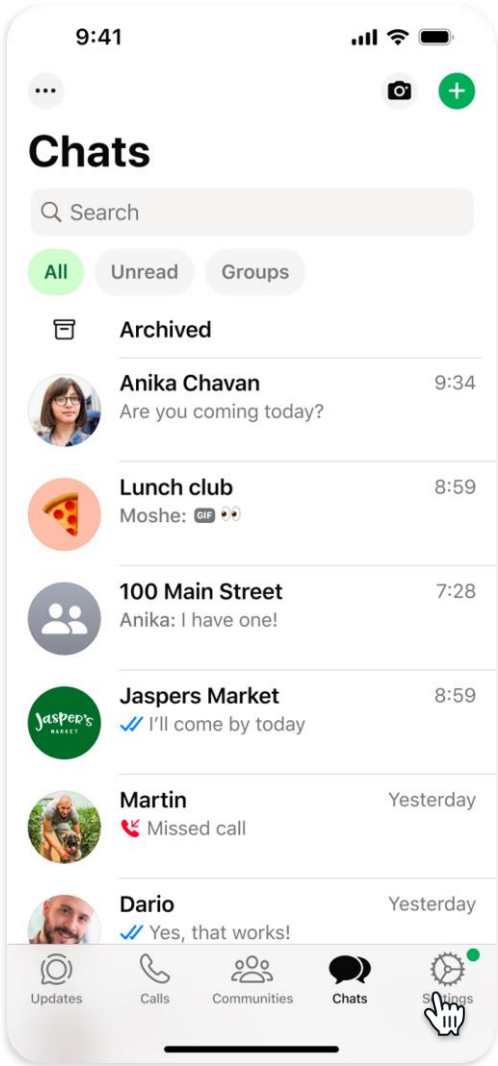 9:41
Chats
Search
All Unread Groups
Archived
Anika Chavan 9:34
Are you coming today?
Lunch club 8:59
Moshe: GIF 👀
100 Main Street 7:28
Anika: I have one!
Jasper's MARKET
Jaspers Market 8:59
I'll come by today
Martin Yesterday
Missed call
Dario Yesterday
Yes, that works!
Updates Calls Communities Chats Settings